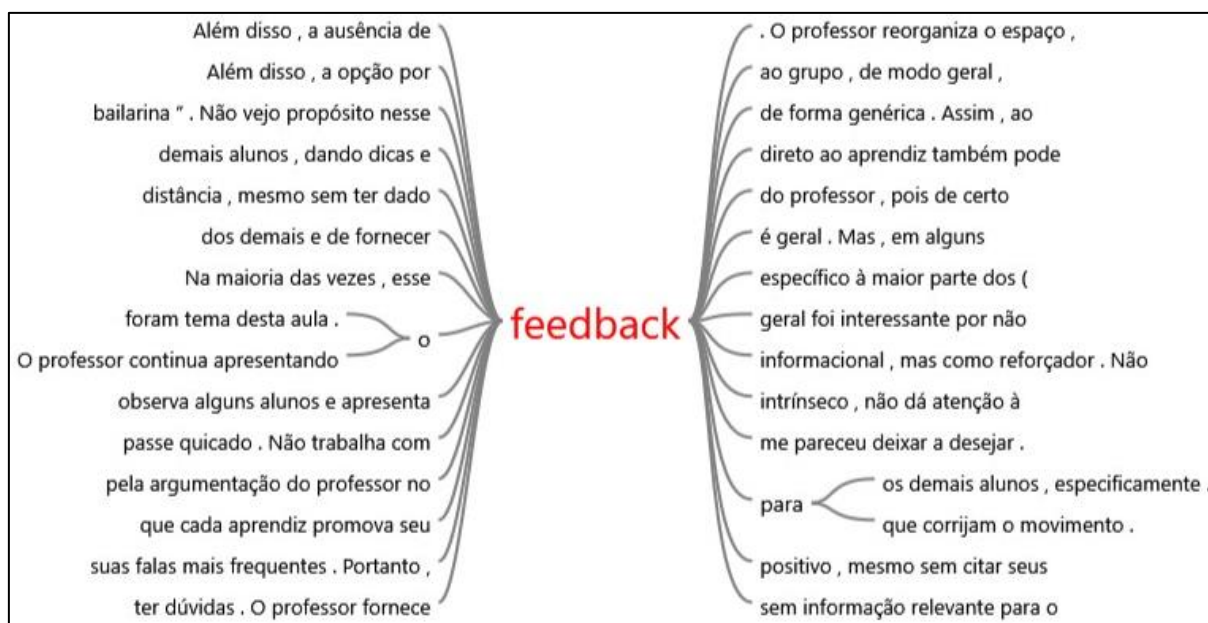 Além disso , a ausência de
Além disso , a opção por
bailarina " . Não vejo propósito nesse
demais alunos , dando dicas e
distância , mesmo sem ter dado
dos demais e de fornecer
Na maioria das vezes , esse
foram tema desta aula .
O professor continua apresentando
o
observa alguns alunos e apresenta
passe quicado . Não trabalha com
pela argumentação do professor no
que cada aprendiz promova seu
suas falas mais frequentes . Portanto ,
ter dúvidas . O professor fornece
feedback
. O professor reorganiza o espaço ,
ao grupo , de modo geral ,
de forma genérica . Assim , ao
direto ao aprendiz também pode
do professor , pois de certo
é geral . Mas , em alguns
específico à maior parte dos (
geral foi interessante por não
informacional , mas como reforçador . Não
intrínseco , não dá atenção à
me pareceu deixar a desejar .
para
os demais alunos , especificamente .
que corrijam o movimento .
positivo , mesmo sem citar seus
sem informação relevante para o